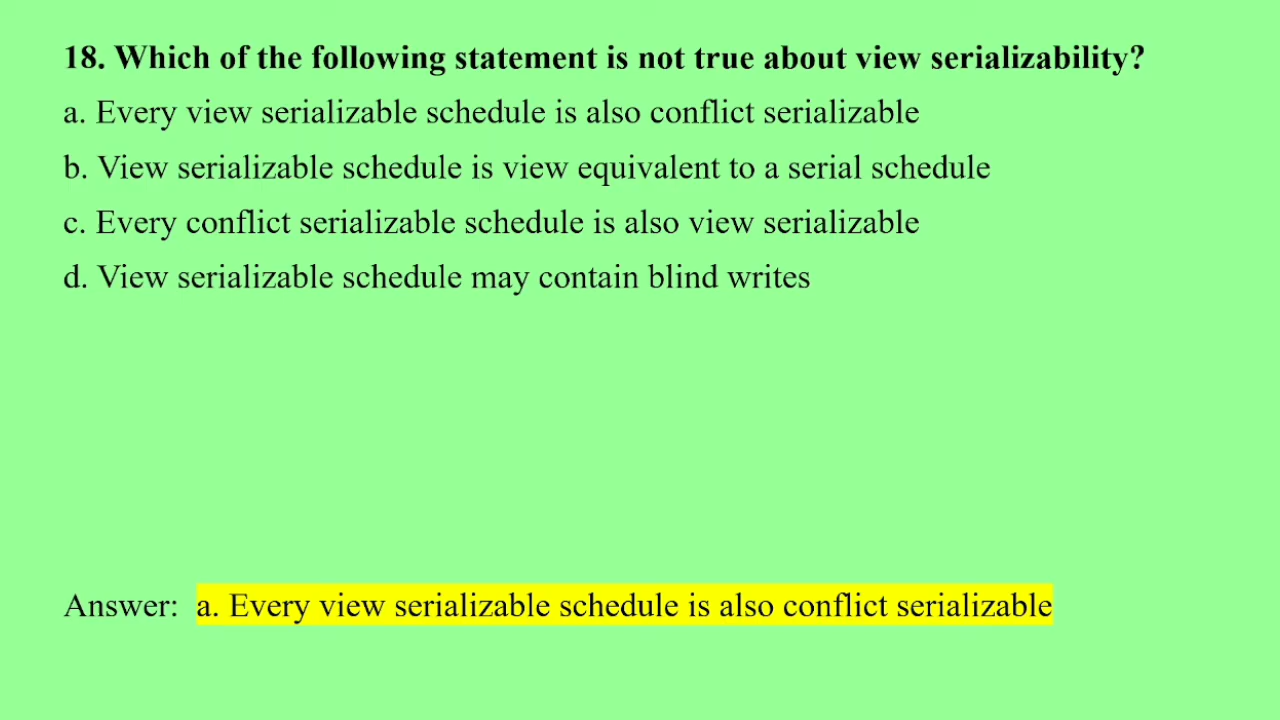 18. Which of the following statement is not true about view serializability?
a. Every view serializable schedule is also conflict serializable
b. View serializable schedule is view equivalent to a serial schedule
c. Every conflict serializable schedule is also view serializable
d. View serializable schedule may contain blind writes
Answer: a. Every view serializable schedule is also conflict serializable